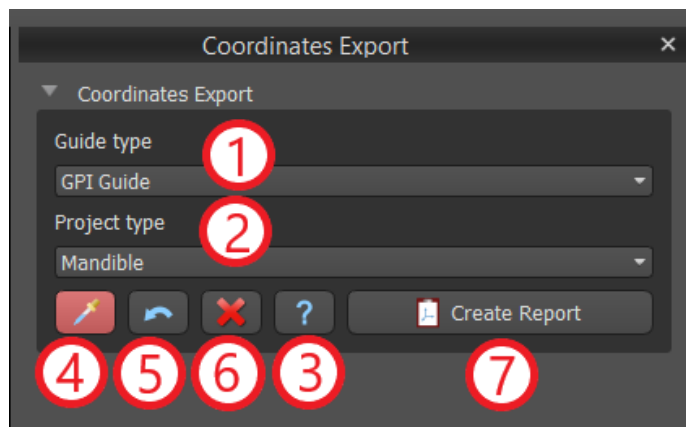 Coordinates Export ×
Coordinates Export
Guide type
1
GPI Guide
Project type
2
Mandible
? Create Report
4 5 6 3 7